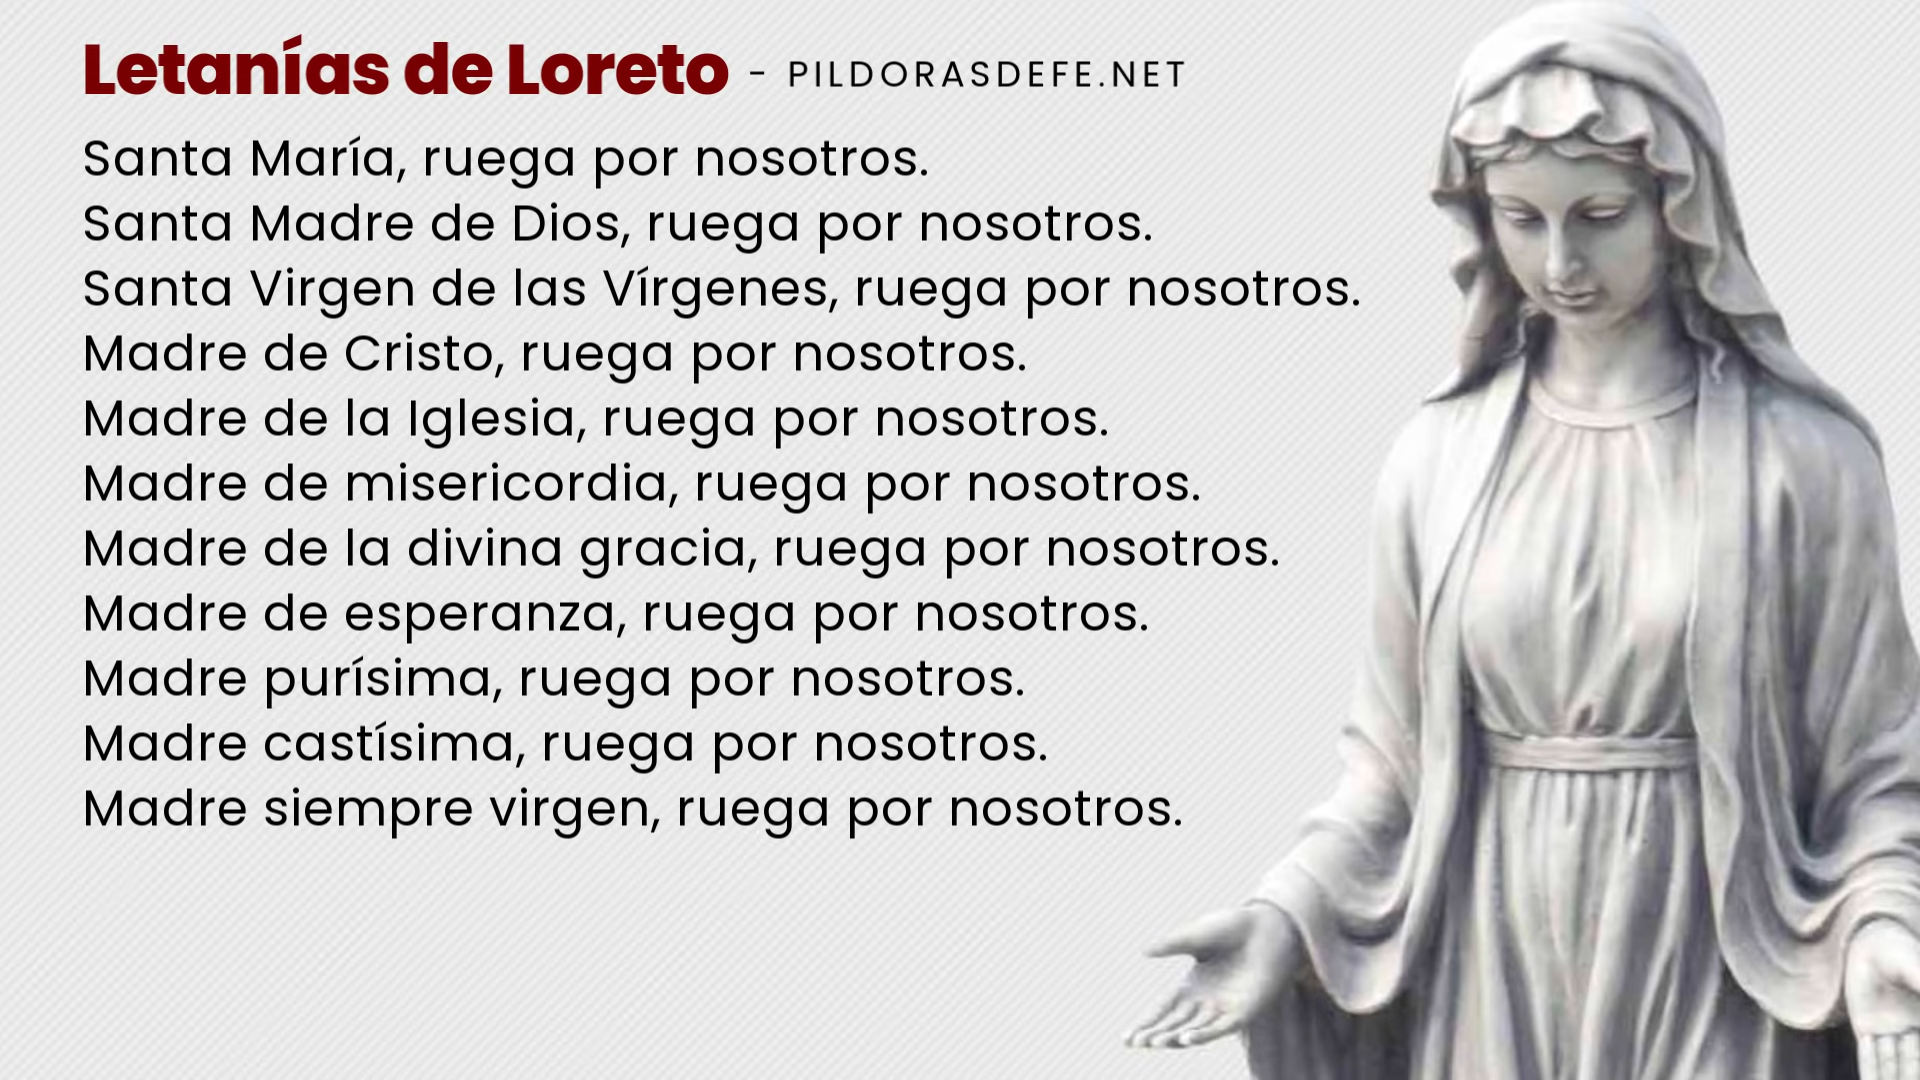 Letanías de Loreto - PILDORASDEFE.NET
Santa María, ruega por nosotros.
Santa Madre de Dios, ruega por nosotros.
Santa Virgen de las Vírgenes, ruega por nosotros.
Madre de Cristo, ruega por nosotros.
Madre de la Iglesia, ruega por nosotros.
Madre de misericordia, ruega por nosotros.
Madre de la divina gracia, ruega por nosotros.
Madre de esperanza, ruega por nosotros.
Madre purísima, ruega por nosotros.
Madre castísima, ruega por nosotros.
Madre siempre virgen, ruega por nosotros.